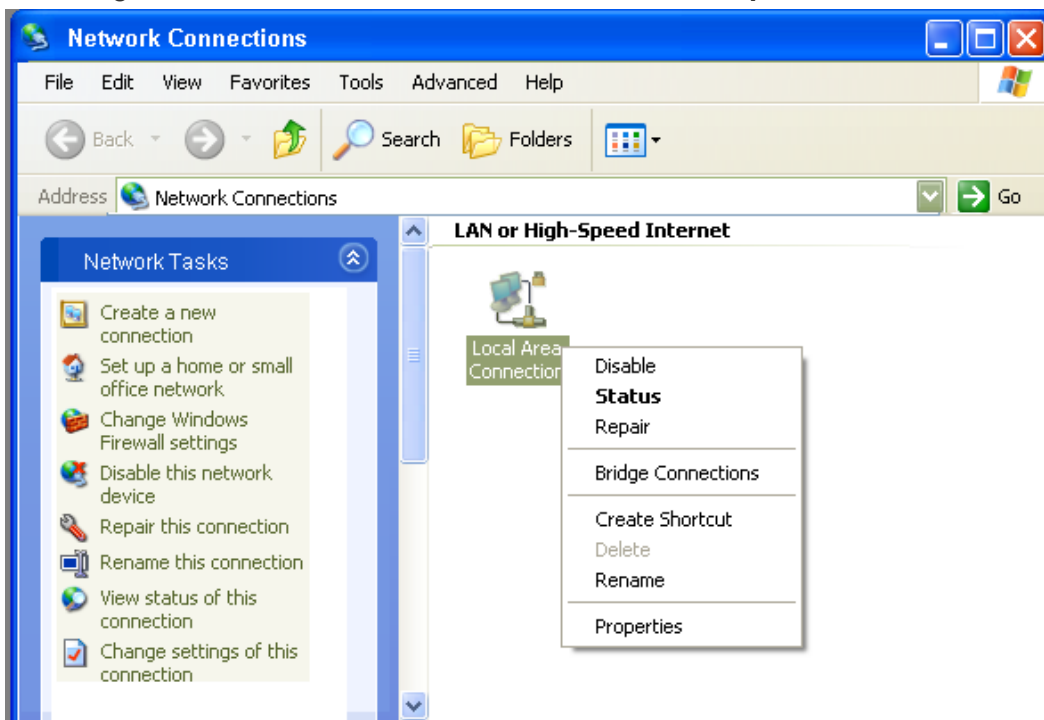 Network Connections
File Edit View Favorites Tools Advanced Help
Back Search Folders
Address Network Connections Go
Network Tasks
Create a new
connection
Set up a home or small
office network
Change Windows
Firewall settings
Disable this network
device
Repair this connection
Rename this connection
View status of this
connection
Change settings of this
connection
LAN or High-Speed Internet
Local Area
Connection
Disable
Status
Repair
Bridge Connections
Create Shortcut
Delete
Rename
Properties